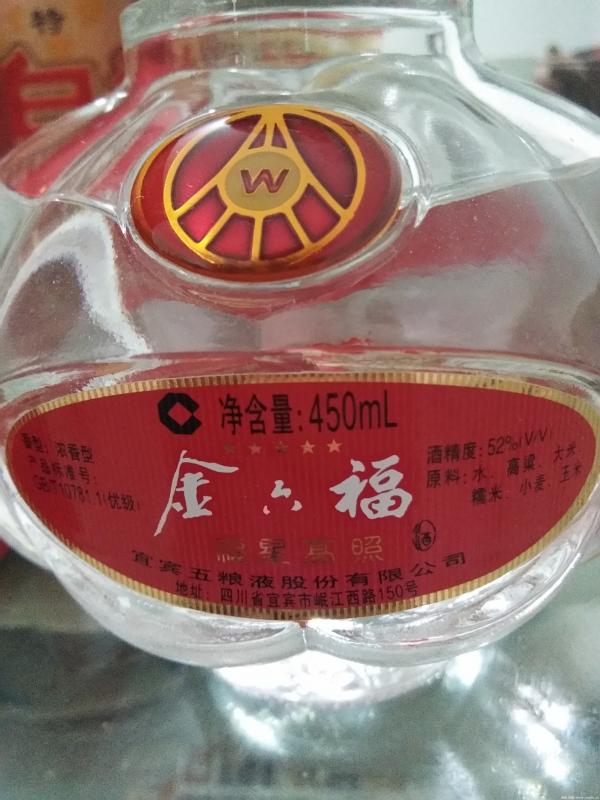 特
W
净含量:450mL
香型: 浓香型
产品标准号:
GB/T10781.1(优级)
酒精度: 52%(V/V)
原料: 水、高粱、大米、
糯米、小麦、玉米
金六福
福星高照
酒
宜宾五粮液股份有限公司
地址: 四川省宜宾市岷江西路150号